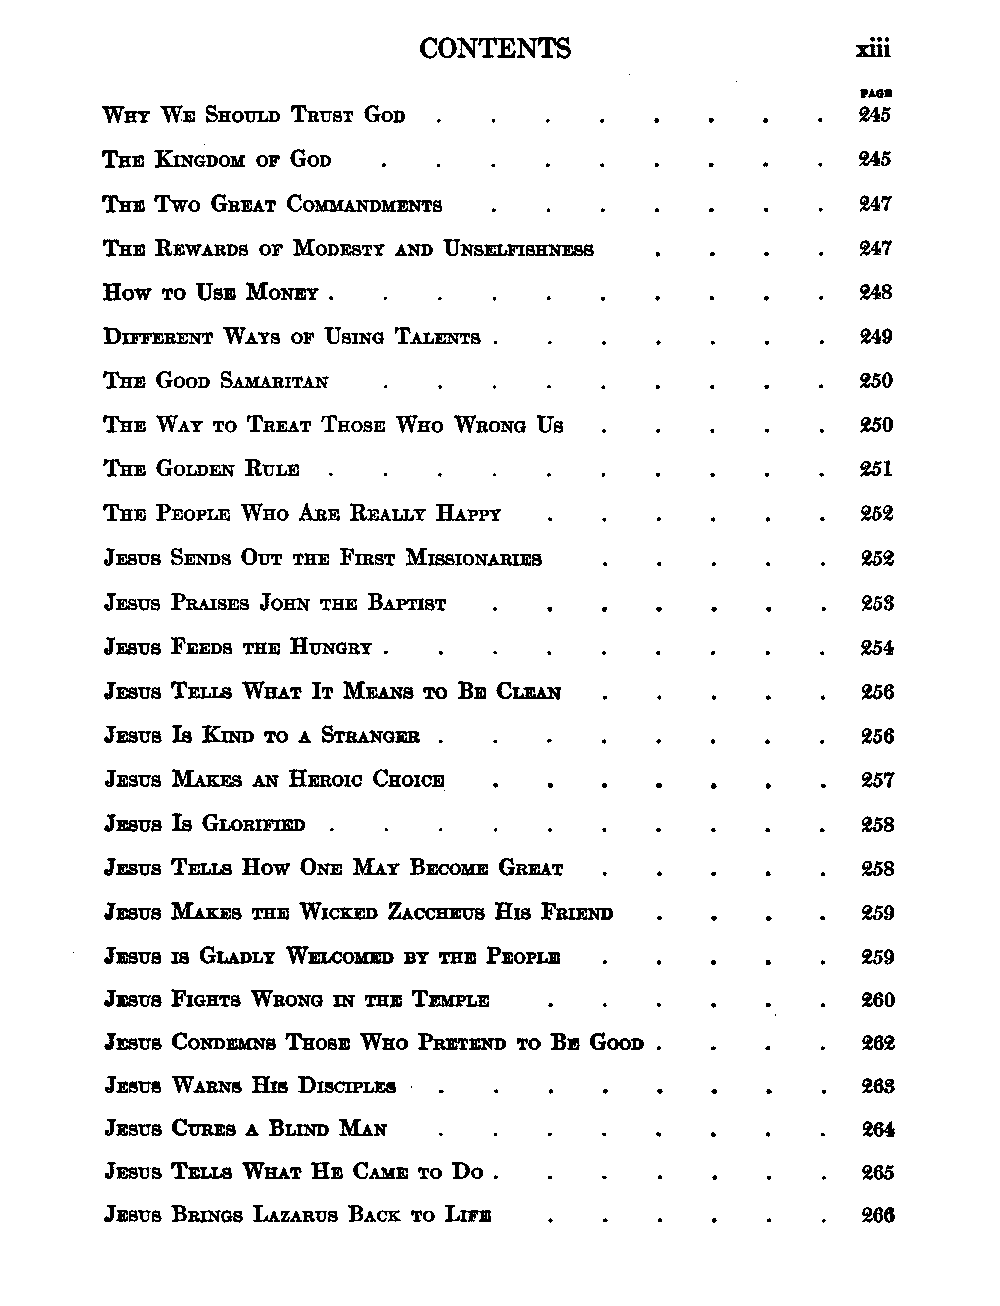 CONTENTS xiii
PAGE
Why We Should Trust God . . . . . . . . 245
The Kingdom of God . . . . . . . . . 245
The Two Great Commandments . . . . . . . 247
The Rewards of Modesty and Unselfishness . . . . 247
How to Use Money . . . . . . . . . . 248
Different Ways of Using Talents . . . . . . . 249
The Good Samaritan . . . . . . . . . 250
The Way to Treat Those Who Wrong Us . . . . . 250
The Golden Rule . . . . . . . . . . 251
The People Who Are Really Happy . . . . . . 252
Jesus Sends Out the First Missionaries . . . . . 252
Jesus Praises John the Baptist . . . . . . . 253
Jesus Feeds the Hungry . . . . . . . . . 254
Jesus Tells What It Means to Be Clean . . . . . 256
Jesus Is Kind to a Stranger . . . . . . . . 256
Jesus Makes an Heroic Choice . . . . . . . 257
Jesus Is Glorified . . . . . . . . . . 258
Jesus Tells How One May Become Great . . . . . 258
Jesus Makes the Wicked Zaccheus His Friend . . . . 259
Jesus is Gladly Welcomed by the People . . . . . 259
Jesus Fights Wrong in the Temple . . . . . . 260
Jesus Condemns Those Who Pretend to Be Good . . . . 262
Jesus Warns His Disciples . . . . . . . . 263
Jesus Cures a Blind Man . . . . . . . . 264
Jesus Tells What He Came to Do . . . . . . . 265
Jesus Brings Lazarus Back to Life . . . . . . 266